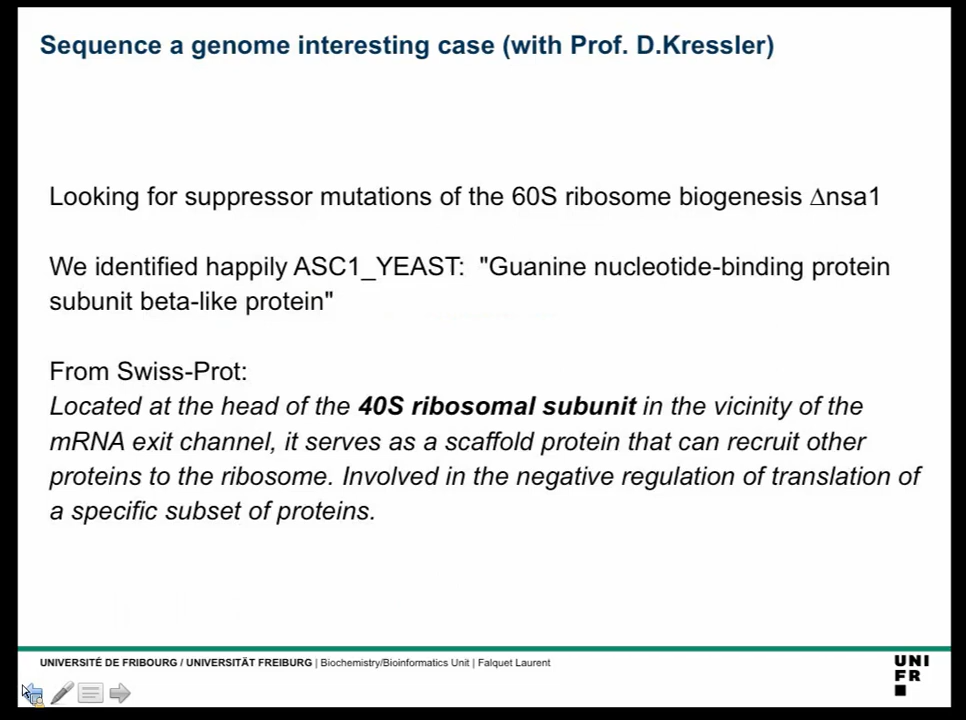 Sequence a genome interesting case (with Prof. D.Kressler)
Looking for suppressor mutations of the 60S ribosome biogenesis ∆nsa1
We identified happily ASC1_YEAST:  "Guanine nucleotide-binding protein
subunit beta-like protein"
From Swiss-Prot:
Located at the head of the 40S ribosomal subunit in the vicinity of the
mRNA exit channel, it serves as a scaffold protein that can recruit other
proteins to the ribosome. Involved in the negative regulation of translation of
a specific subset of proteins.
UNIVERSITÉ DE FRIBOURG / UNIVERSITÄT FREIBURG | Biochemistry/Bioinformatics Unit | Falquet Laurent
UNI
FR